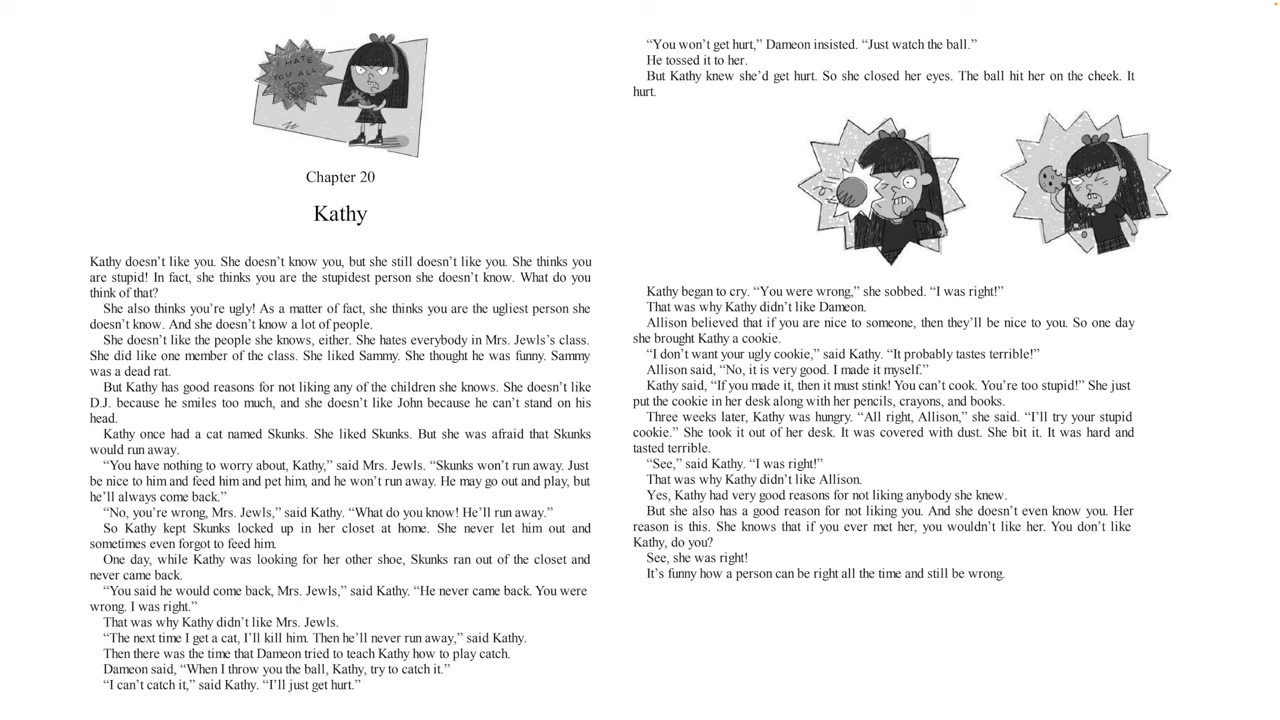 I HATE
YOU ALL
Chapter 20
Kathy
Kathy doesn’t like you. She doesn’t know you, but she still doesn’t like you. She thinks you
are stupid! In fact, she thinks you are the stupidest person she doesn’t know. What do you
think of that?
She also thinks you’re ugly! As a matter of fact, she thinks you are the ugliest person she
doesn’t know. And she doesn’t know a lot of people.
She doesn’t like the people she knows, either. She hates everybody in Mrs. Jewls’s class.
She did like one member of the class. She liked Sammy. She thought he was funny. Sammy
was a dead rat.
But Kathy has good reasons for not liking any of the children she knows. She doesn’t like
D.J. because he smiles too much, and she doesn’t like John because he can’t stand on his
head.
Kathy once had a cat named Skunks. She liked Skunks. But she was afraid that Skunks
would run away.
“You have nothing to worry about, Kathy,” said Mrs. Jewls. “Skunks won’t run away. Just
be nice to him and feed him and pet him, and he won’t run away. He may go out and play, but
he’ll always come back.”
“No, you’re wrong, Mrs. Jewls,” said Kathy. “What do you know! He’ll run away.”
So Kathy kept Skunks locked up in her closet at home. She never let him out and
sometimes even forgot to feed him.
One day, while Kathy was looking for her other shoe, Skunks ran out of the closet and
never came back.
“You said he would come back, Mrs. Jewls,” said Kathy. “He never came back. You were
wrong. I was right.”
That was why Kathy didn’t like Mrs. Jewls.
“The next time I get a cat, I’ll kill him. Then he’ll never run away,” said Kathy.
Then there was the time that Dameon tried to teach Kathy how to play catch.
Dameon said, “When I throw you the ball, Kathy, try to catch it.”
“I can’t catch it,” said Kathy. “I’ll just get hurt.”
“You won’t get hurt,” Dameon insisted. “Just watch the ball.”
He tossed it to her.
But Kathy knew she’d get hurt. So she closed her eyes. The ball hit her on the cheek. It
hurt.
Kathy began to cry. “You were wrong,” she sobbed. “I was right!”
That was why Kathy didn’t like Dameon.
Allison believed that if you are nice to someone, then they’ll be nice to you. So one day
she brought Kathy a cookie.
“I don’t want your ugly cookie,” said Kathy. “It probably tastes terrible!”
Allison said, “No, it is very good. I made it myself.”
Kathy said, “If you made it, then it must stink! You can’t cook. You’re too stupid!” She just
put the cookie in her desk along with her pencils, crayons, and books.
Three weeks later, Kathy was hungry. “All right, Allison,” she said. “I’ll try your stupid
cookie.” She took it out of her desk. It was covered with dust. She bit it. It was hard and
tasted terrible.
“See,” said Kathy. “I was right!”
That was why Kathy didn’t like Allison.
Yes, Kathy had very good reasons for not liking anybody she knew.
But she also has a good reason for not liking you. And she doesn’t even know you. Her
reason is this. She knows that if you ever met her, you wouldn’t like her. You don’t like
Kathy, do you?
See, she was right!
It’s funny how a person can be right all the time and still be wrong.